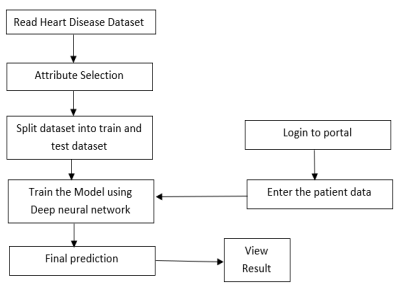 Read Heart Disease Dataset
Attribute Selection
Split dataset into train and
test dataset
Login to portal
Train the Model using
Deep neural network
Enter the patient data
Final prediction
View
Result